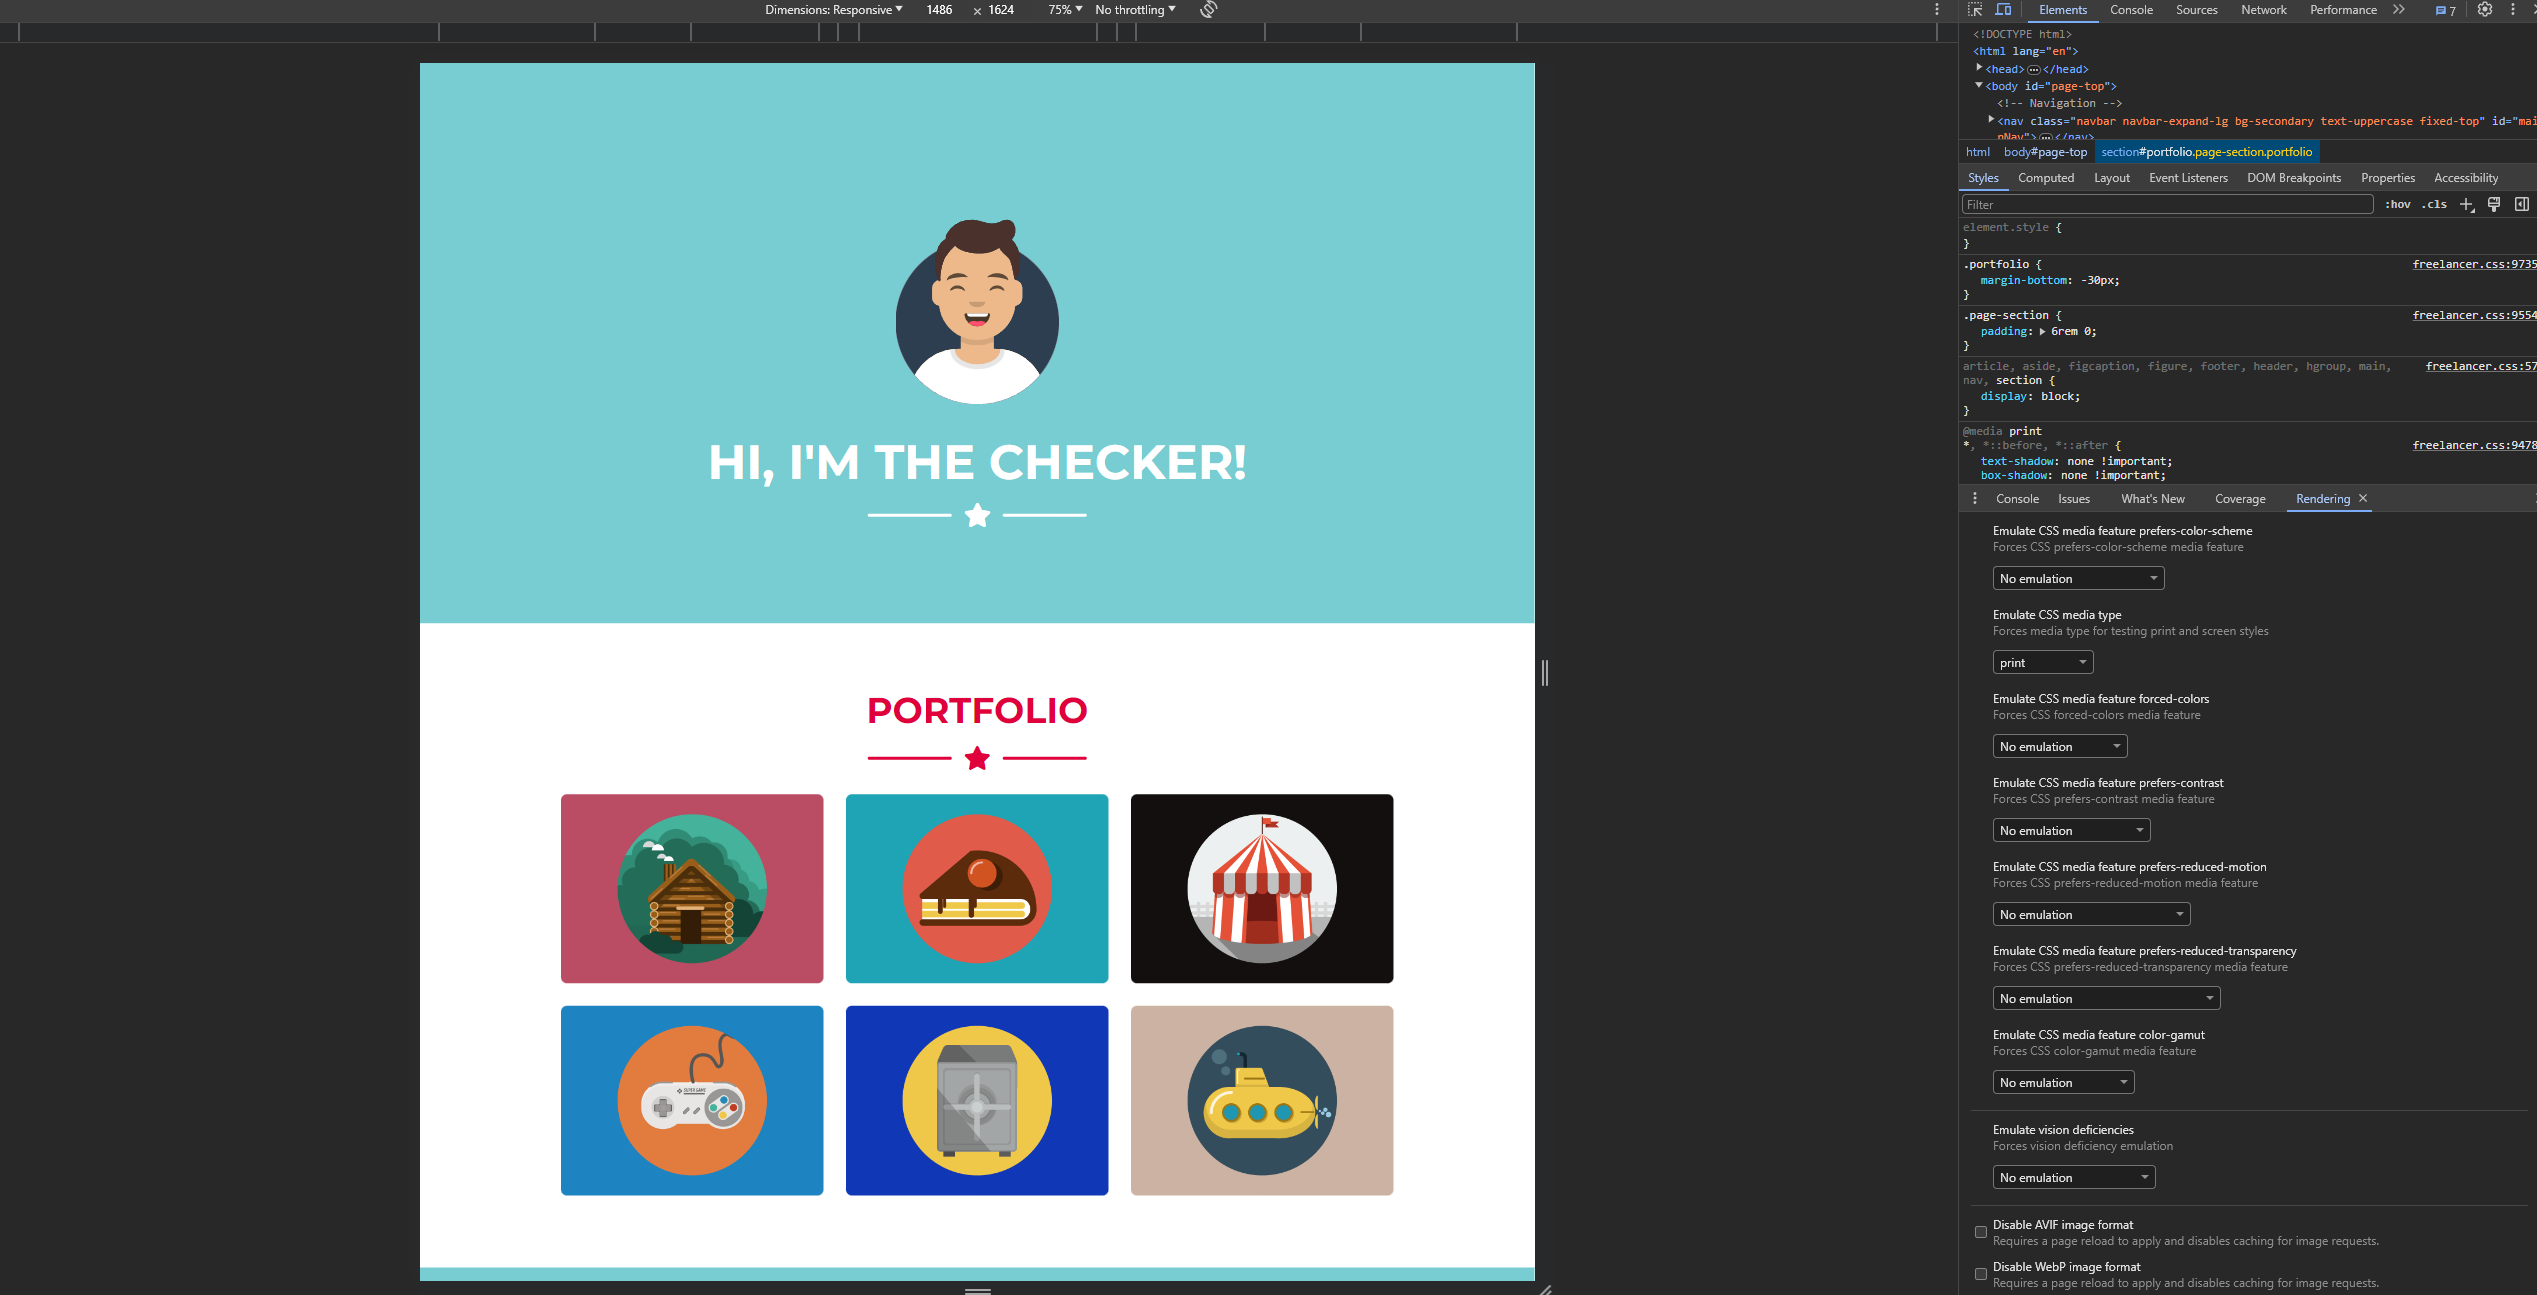 Dimensions: Responsive 1486 × 1624 75% No throttling
Elements Console Sources Network Performance 7
<!DOCTYPE html>
<html lang="en">
<head> </head>
<body id="page-top">
<!-- Navigation -->
<nav class="navbar navbar-expand-lg bg-secondary text-uppercase fixed-top" id="mai
nNav"> </nav>
html body#page-top section#portfolio.page-section.portfolio
Styles Computed Layout Event Listeners DOM Breakpoints Properties Accessibility
Filter :hov .cls
element.style {
}
.portfolio { freelancer.css:9735
margin-bottom: -30px;
}
.page-section { freelancer.css:9554
padding: 6rem 0;
}
article, aside, figcaption, figure, footer, header, hgroup, main, freelancer.css:57
nav, section {
display: block;
}
@media print
*, *::before, *::after { freelancer.css:9478
text-shadow: none !important;
box-shadow: none !important;
Console Issues What's New Coverage Rendering
Emulate CSS media feature prefers-color-scheme
Forces CSS prefers-color-scheme media feature
No emulation
Emulate CSS media type
Forces media type for testing print and screen styles
print
Emulate CSS media feature forced-colors
Forces CSS forced-colors media feature
No emulation
Emulate CSS media feature prefers-contrast
Forces CSS prefers-contrast media feature
No emulation
Emulate CSS media feature prefers-reduced-motion
Forces CSS prefers-reduced-motion media feature
No emulation
Emulate CSS media feature prefers-reduced-transparency
Forces CSS prefers-reduced-transparency media feature
No emulation
Emulate CSS media feature color-gamut
Forces CSS color-gamut media feature
No emulation
Emulate vision deficiencies
Forces vision deficiency emulation
No emulation
Disable AVIF image format
Requires a page reload to apply and disables caching for image requests.
Disable WebP image format
Requires a page reload to apply and disables caching for image requests.
HI, I'M THE CHECKER!
PORTFOLIO
SUPER GAME